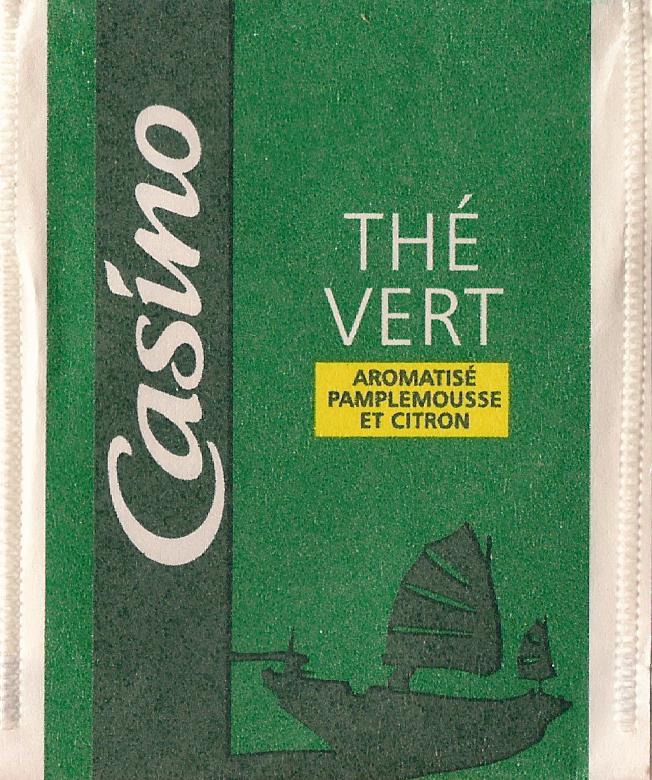 Casino
THÉ
VERT
AROMATISÉ
PAMPLEMOUSSE
ET CITRON